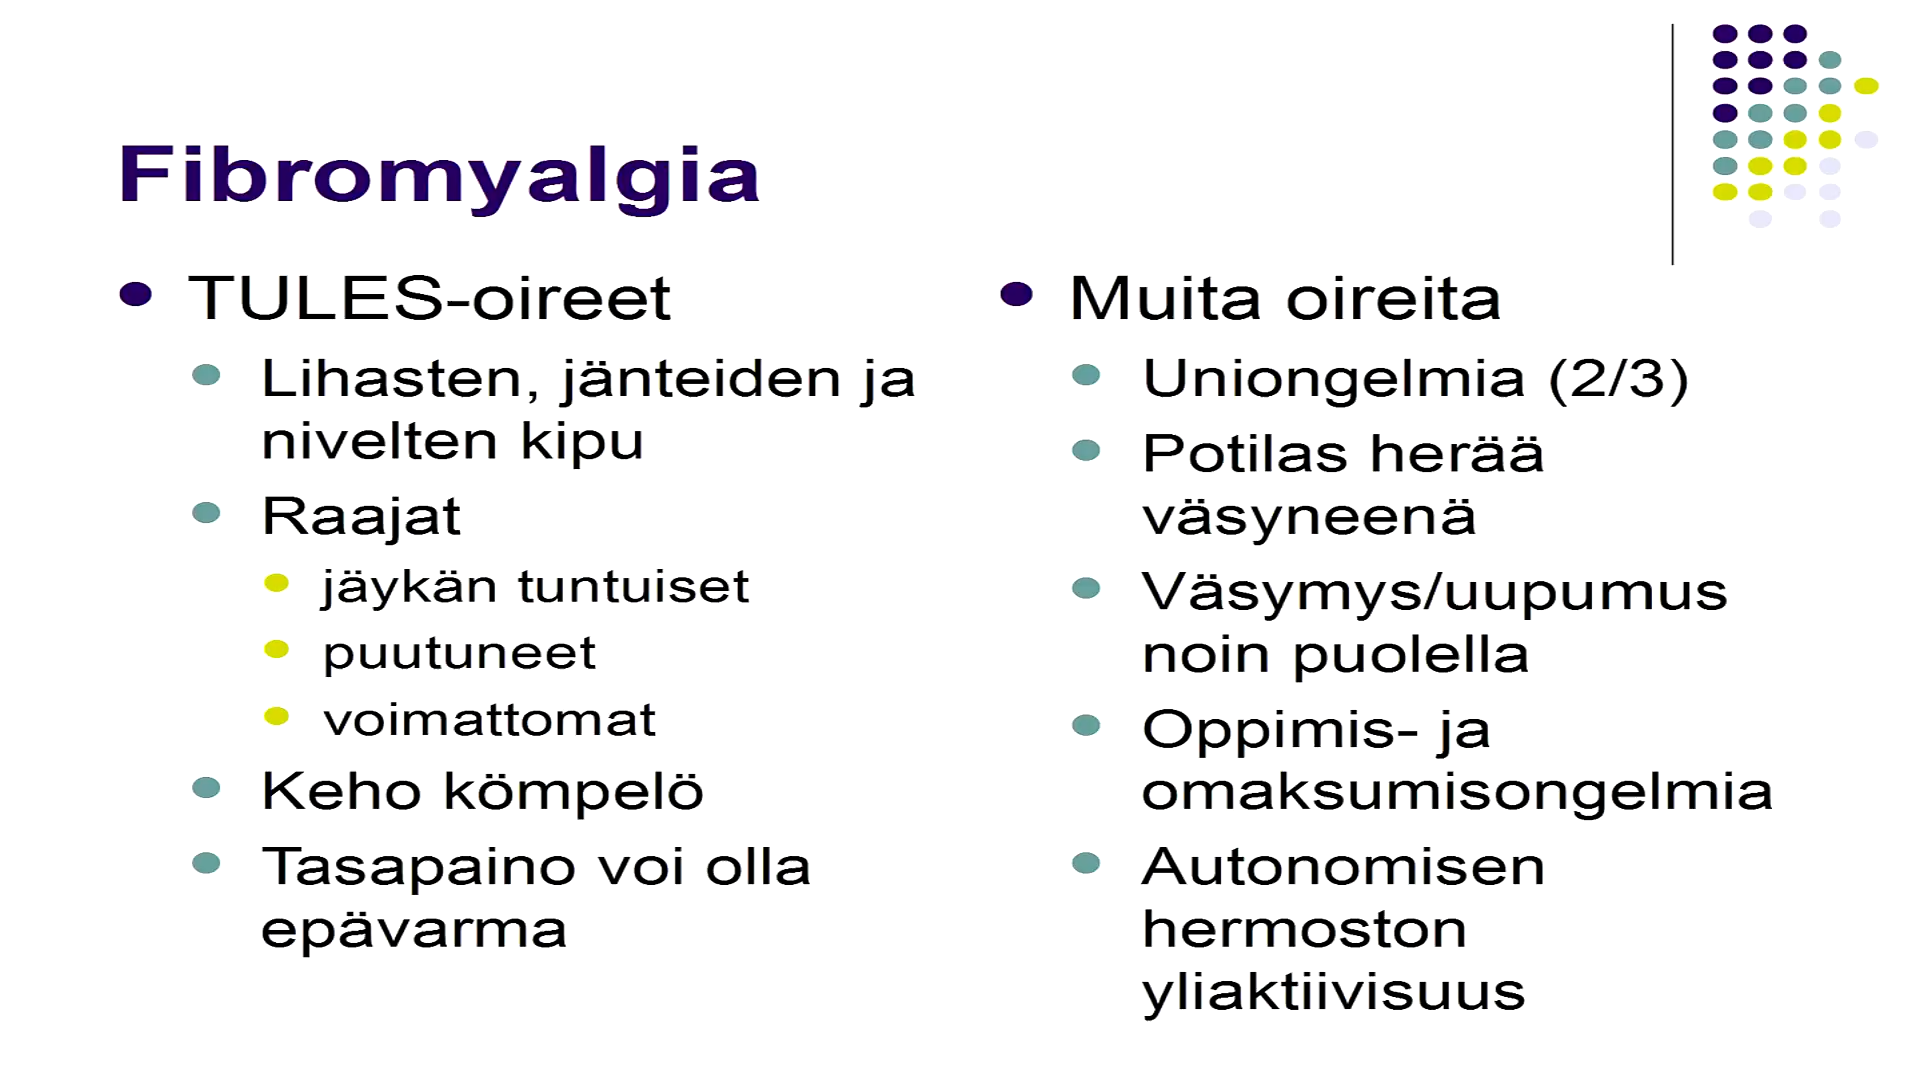 Fibromyalgia
TULES-oireet
Lihasten, jänteiden ja
nivelten kipu
Raajat
jäykän tuntuiset
puutuneet
voimattomat
Keho kömpelö
Tasapaino voi olla
epävarma
Muita oireita
Uniongelmia (2/3)
Potilas herää
väsyneenä
Väsymys/uupumus
noin puolella
Oppimis- ja
omaksumisongelmia
Autonomisen
hermoston
yliaktiivisuus